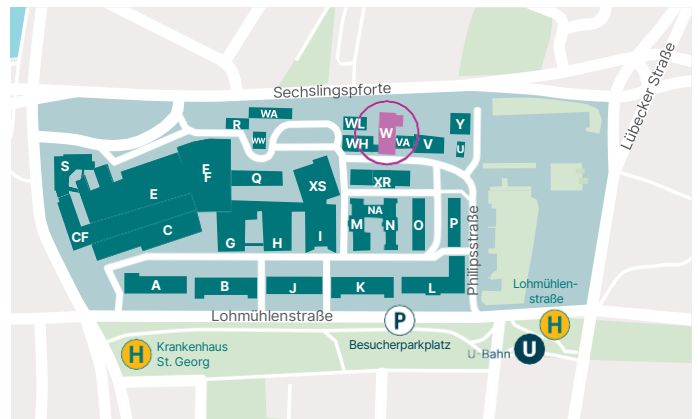 Sechslingspforte
Lübecker Straße
WA
R
WW
WL
W
WH
VA
V
Y
U
S
E
F
E
Q
XS
XR
CF
C
G
H
I
M
NA
N
O
P
Philipsstraße
A
B
J
K
L
Lohmühlen-
straße
H
Lohmühlenstraße
P
Besucherparkplatz
U-Bahn
U
H
Krankenhaus
St. Georg